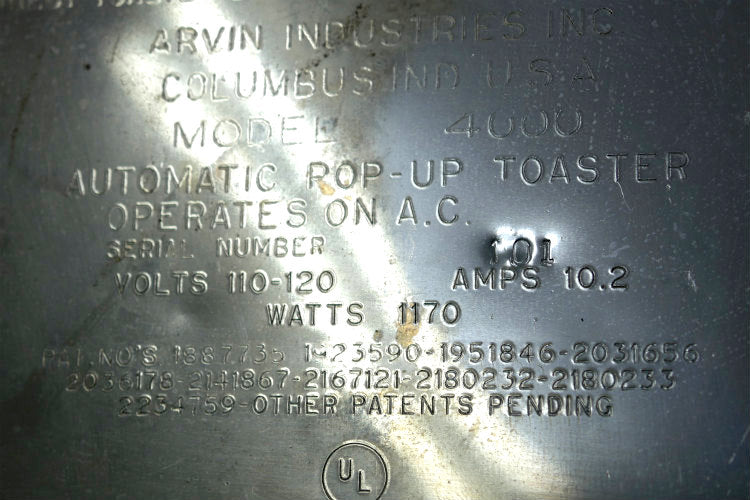 ARVIN INDUSTRIES INC
COLUMBUS IND U.S.A
MODEL 4000
AUTOMATIC POP-UP TOASTER
OPERATES ON A.C.
SERIAL NUMBER 101
VOLTS 110-120 AMPS 10.2
WATTS 1170
PAT. NO'S. 1887735 1-23590-1951846-2031656
2036178-2141867-2167121-2180232-2180233
2234759-OTHER PATENTS PENDING
UL